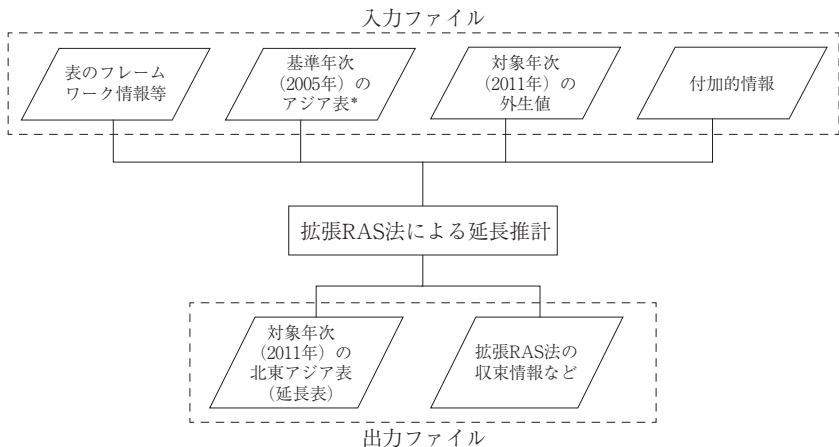 入力ファイル
表のフレーム
ワーク情報等
基準年次
（2005年）の
アジア表*
対象年次
（2011年）の
外生値
付加的情報
拡張RAS法による延長推計
対象年次
（2011年）の
北東アジア表
（延長表）
拡張RAS法の
収束情報など
出力ファイル